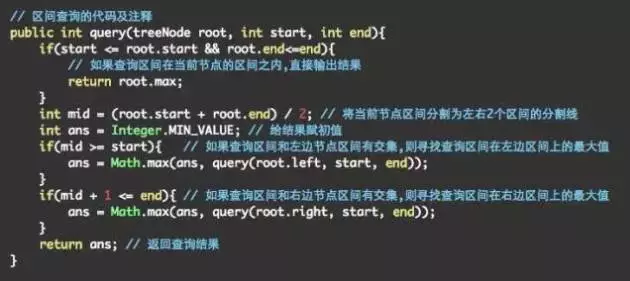 // 区间查询的代码及注释
public int query(treeNode root, int start, int end){
if(start <= root.start && root.end<=end){
// 如果查询区间在当前节点的区间之内,直接输出结果
return root.max;
}
int mid = (root.start + root.end) / 2; // 将当前节点区间分割为左右2个区间的分割线
int ans = Integer.MIN_VALUE; // 给结果赋初值
if(mid >= start){ // 如果查询区间和左边节点区间有交集,则寻找查询区间在左边区间上的最大值
ans = Math.max(ans, query(root.left, start, end));
}
if(mid + 1 <= end){ // 如果查询区间和右边节点区间有交集,则寻找查询区间在右边区间上的最大值
ans = Math.max(ans, query(root.right, start, end));
}
return ans; // 返回查询结果
}